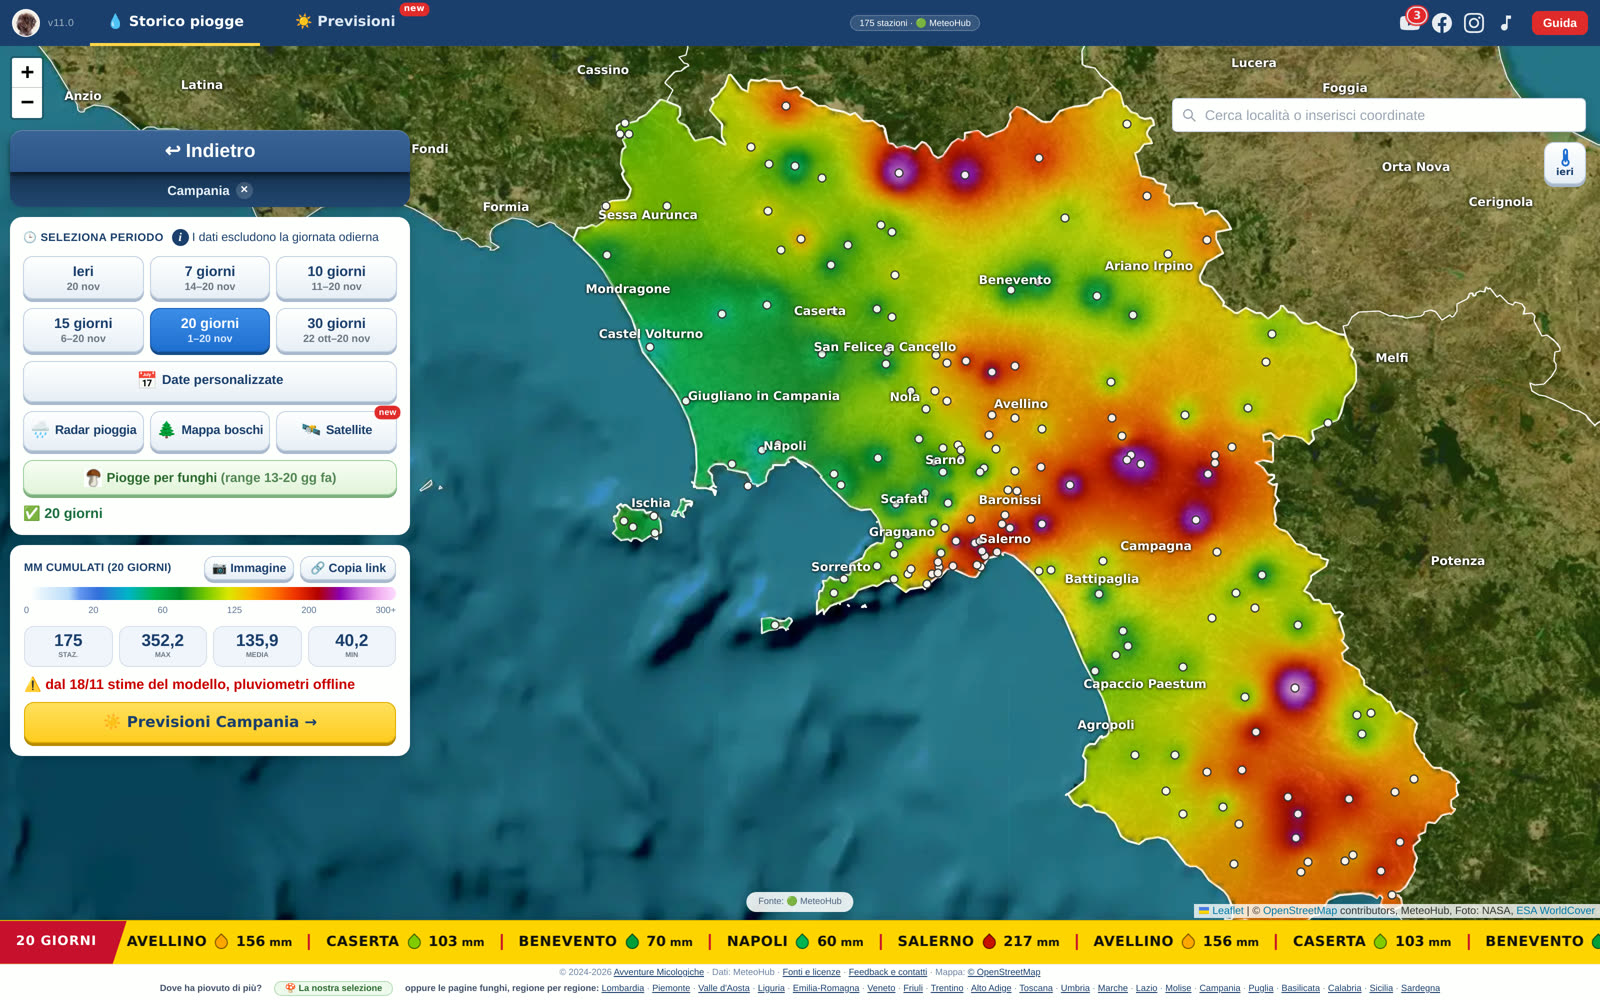 v11.0
💧 Storico piogge
☀️ Previsioni
new
175 stazioni · 🟢 MeteoHub
3
Guida
+
−
Cerca località o inserisci coordinate
ieri
↩ Indietro
Campania ✕
🕒 SELEZIONA PERIODO i I dati escludono la giornata odierna
Ieri
20 nov
7 giorni
14–20 nov
10 giorni
11–20 nov
15 giorni
6–20 nov
20 giorni
1–20 nov
30 giorni
22 ott–20 nov
📅 Date personalizzate
🌧️ Radar pioggia
🌲 Mappa boschi
🛰️ Satellite
new
🍄 Piogge per funghi (range 13-20 gg fa)
✅ 20 giorni
MM CUMULATI (20 GIORNI)
📷 Immagine
🔗 Copia link
0 20 60 125 200 300+
175
STAZ.
352,2
MAX
135,9
MEDIA
40,2
MIN
⚠️ dal 18/11 stime del modello, pluviometri offline
☀️ Previsioni Campania →
Cassino
Lucera
Latina
Foggia
Anzio
Fondi
Orta Nova
Cerignola
Formia
Sessa Aurunca
Ariano Irpino
Benevento
Mondragone
Caserta
Castel Volturno
San Felice a Cancello
Melfi
Giugliano in Campania
Nola
Avellino
Napoli
Sarno
Ischia
Scafati
Baronissi
Gragnano
Salerno
Campagna
Potenza
Sorrento
Battipaglia
Capaccio Paestum
Agropoli
Fonte: 🟢 MeteoHub
Leaflet | © OpenStreetMap contributors, MeteoHub, Foto: NASA, ESA WorldCover
20 GIORNI
AVELLINO 156 mm | CASERTA 103 mm | BENEVENTO 70 mm | NAPOLI 60 mm | SALERNO 217 mm | AVELLINO 156 mm | CASERTA 103 mm | BENEVENTO
© 2024-2026 Avventure Micologiche · Dati: MeteoHub · Fonti e licenze · Feedback e contatti · Mappa: © OpenStreetMap
Dove ha piovuto di più? 🍄 La nostra selezione oppure le pagine funghi, regione per regione: Lombardia · Piemonte · Valle d'Aosta · Liguria · Emilia-Romagna · Veneto · Friuli · Trentino · Alto Adige · Toscana · Umbria · Marche · Lazio · Molise · Campania · Puglia · Basilicata · Calabria · Sicilia · Sardegna